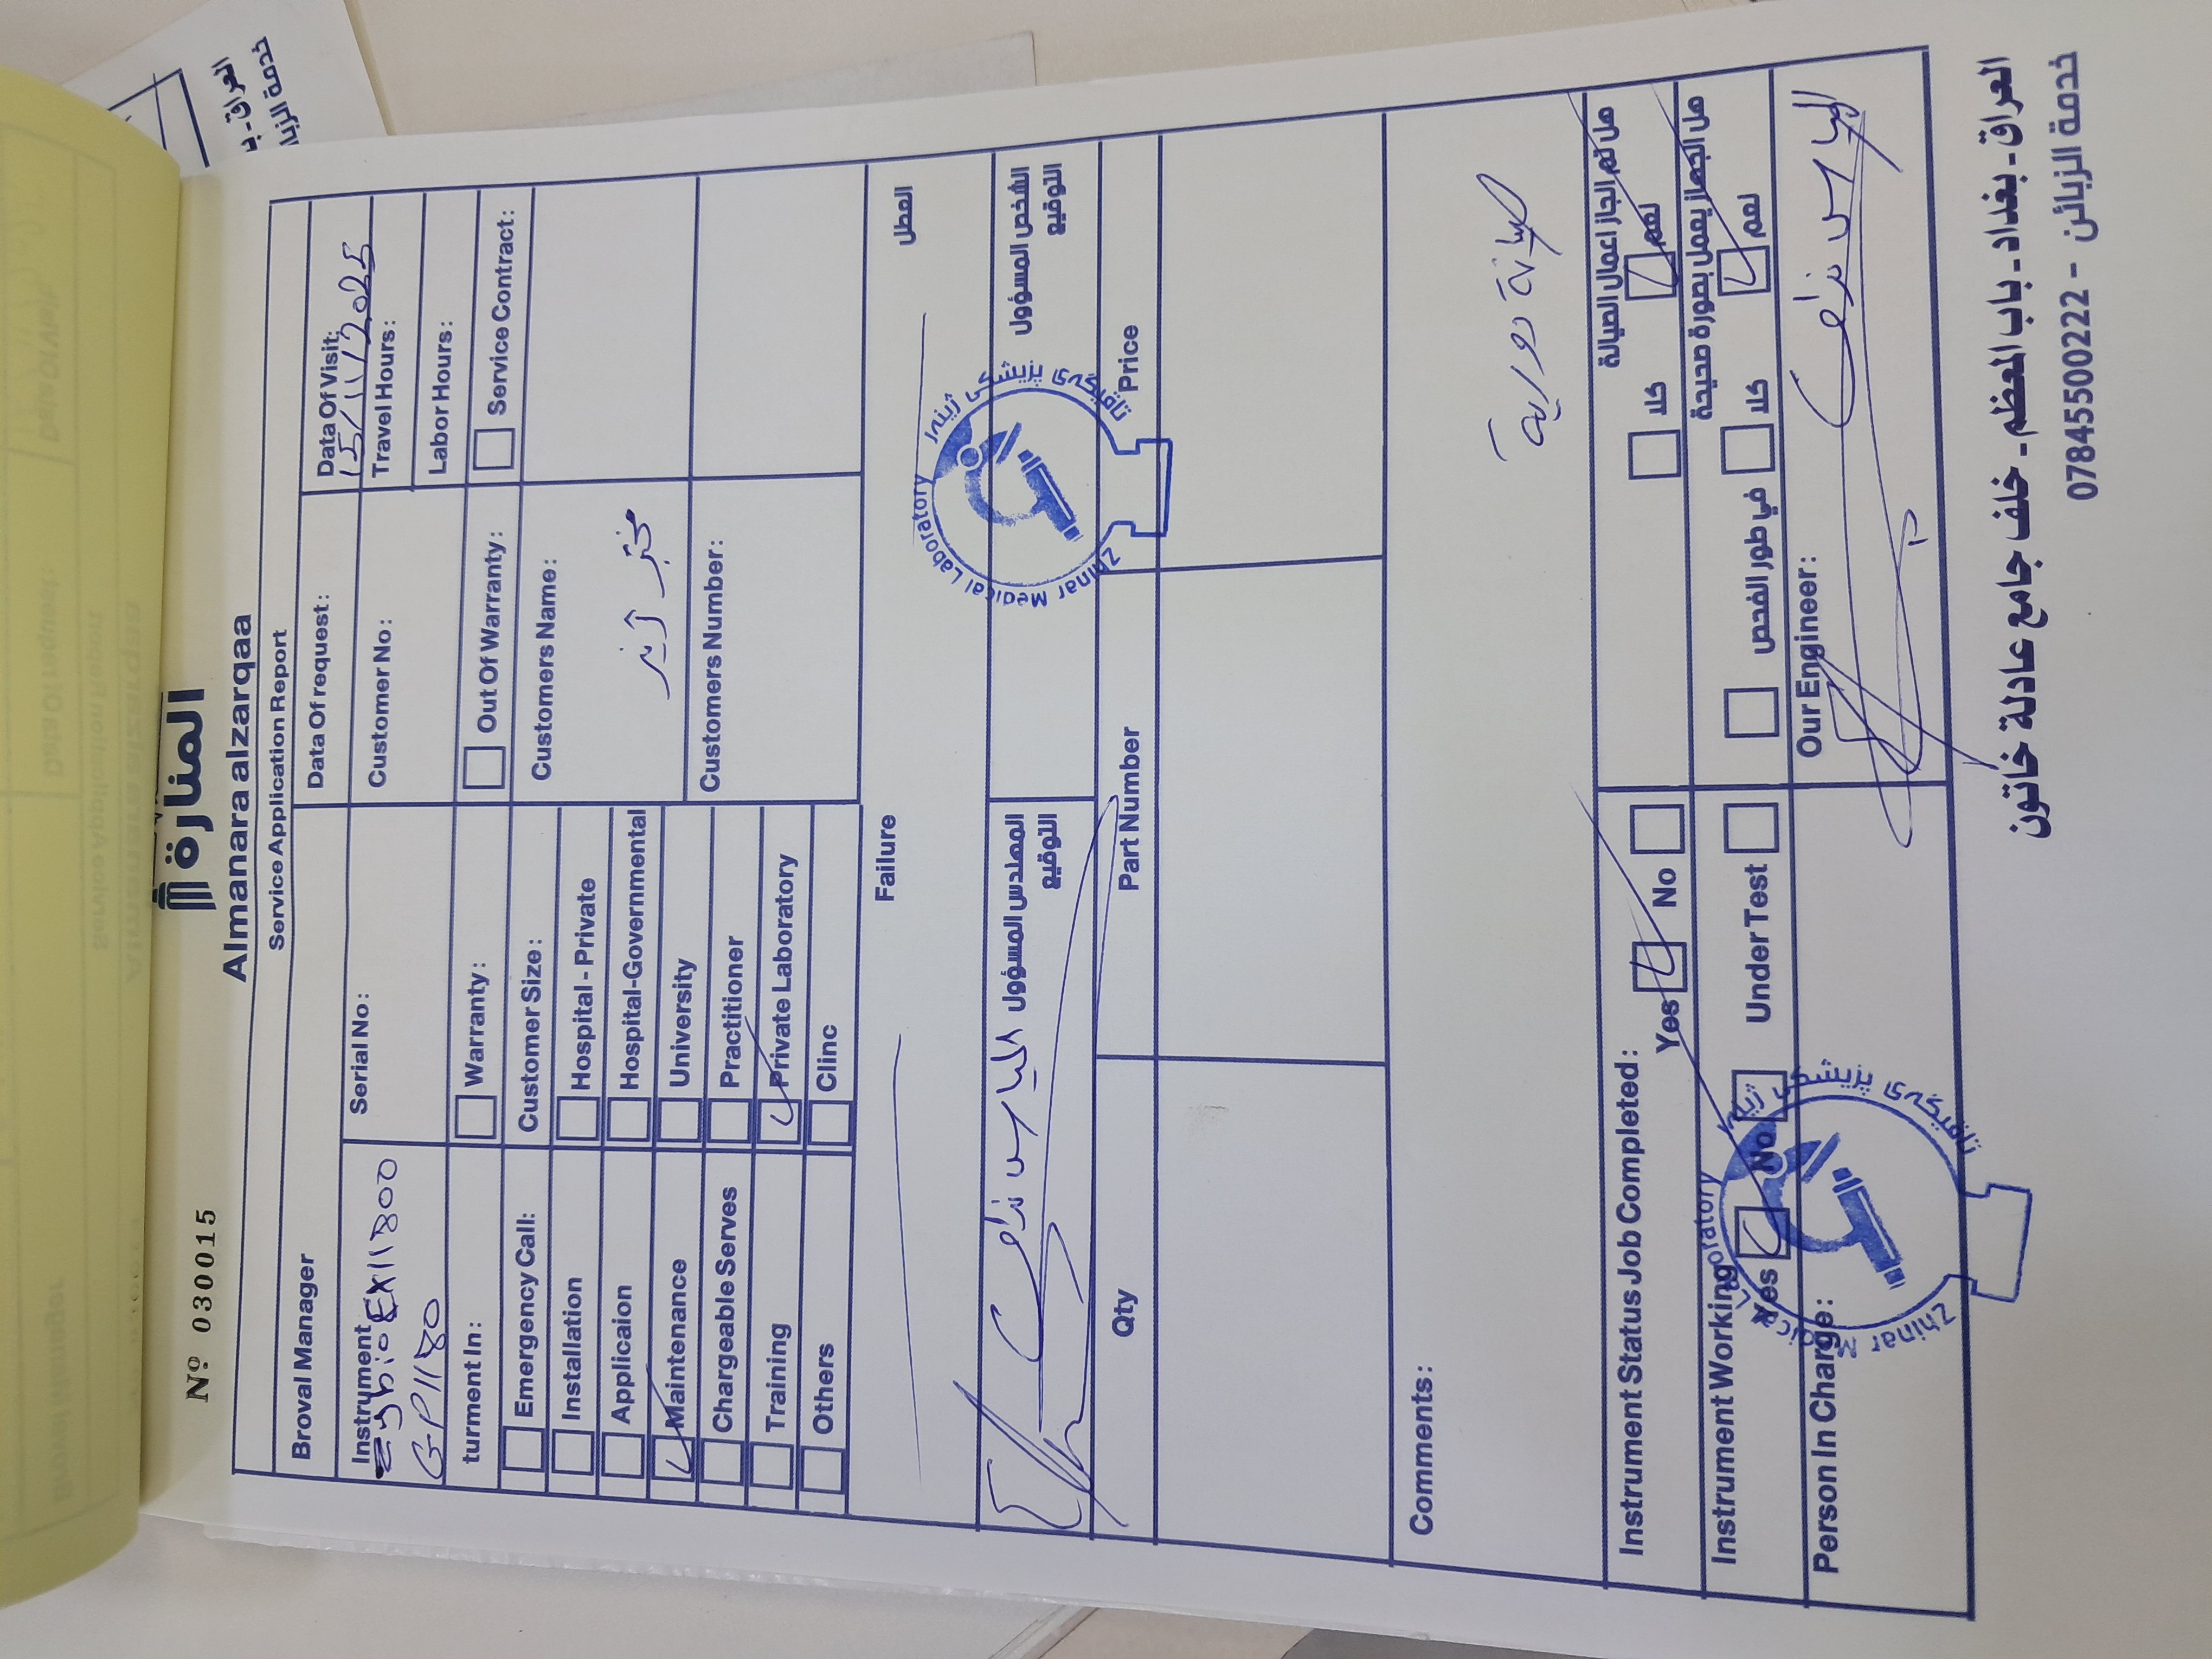 Nº 030015
المنارة
Almanara alzarqaa
Service Application Report
Broval Manager
Data Of request:
Data Of Visit:
15/11/2025
Instrument
EXI1800
GP1180
Serial No:
Customer No:
Travel Hours:
Labor Hours:
turment In:
Warranty:
Out Of Warranty:
Service Contract:
Emergency Call:
Customer Size:
Customers Name:
Installation
Hospital - Private
Applicaion
Hospital-Governmental
مختبر ژینر
Maintenance
University
Chargeable Serves
Practitioner
Customers Number:
Training
Private Laboratory
Others
Clinc
Failure
العطل
المهندس المسؤول
التوقيع
الشخص المسؤول
التوقيع
Zhinar Medical Laboratory
Qty
Part Number
Price
Comments:
صيانة دورية
Instrument Status Job Completed:
Yes
No
هل تم انجاز اعمال الصيانة
نعم
كلا
Instrument Working
Yes
No
Under Test
هل الجهاز يعمل بصورة صحيحة
نعم
كلا
في طور الفحص
Person In Charge:
Zhinar Medical Laboratory
Our Engineer:
العراق - بغداد - باب المعظم - خلف جامع عادلة خاتون
خدمة الزبائن - 07845500222